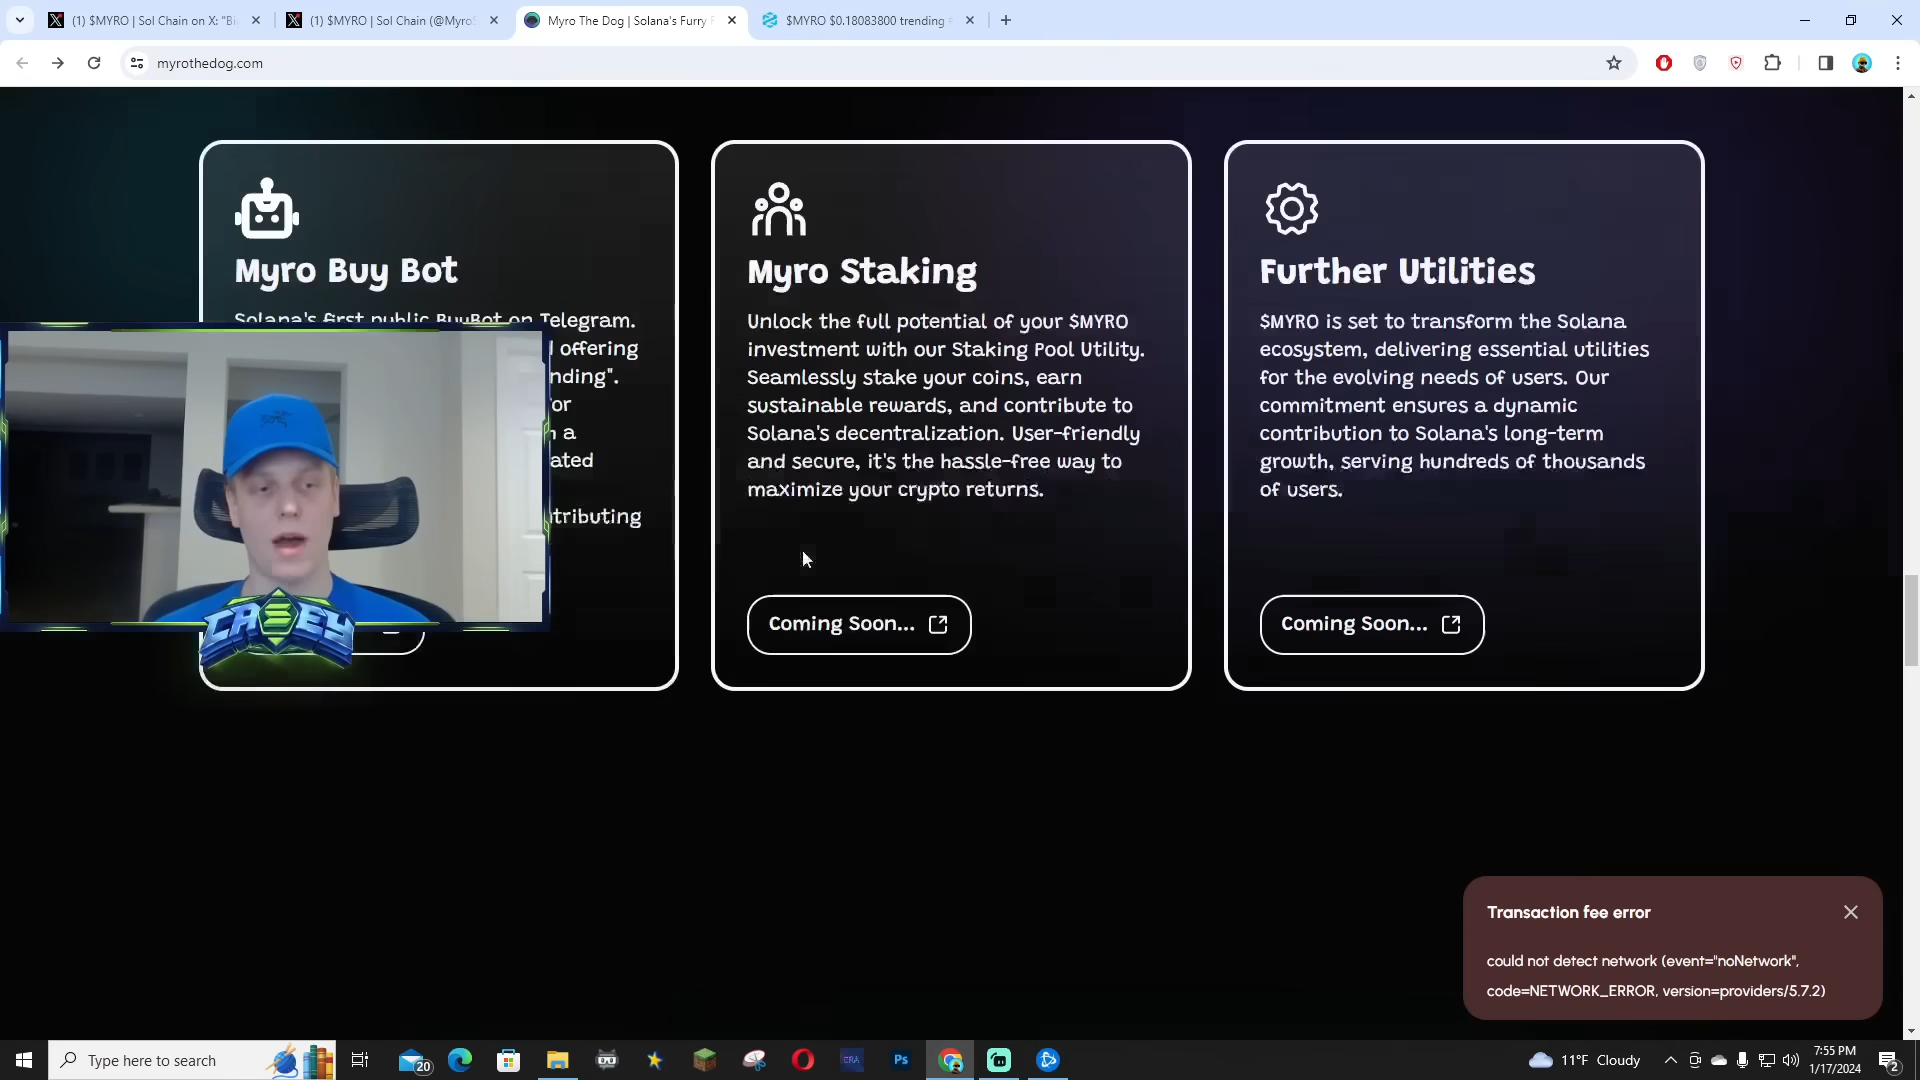 (1) $MYRO | Sol Chain on X: "Bi
(1) $MYRO | Sol Chain (@Myro
Myro The Dog | Solana's Furry F
$MYRO $0.18083800 trending
myrothedog.com
Myro Buy Bot
Solana's first public BuyBot on Telegram.
offering
nding".
or
a
ated
tributing
Myro Staking
Unlock the full potential of your $MYRO
investment with our Staking Pool Utility.
Seamlessly stake your coins, earn
sustainable rewards, and contribute to
Solana's decentralization. User-friendly
and secure, it's the hassle-free way to
maximize your crypto returns.
Coming Soon...
Further Utilities
$MYRO is set to transform the Solana
ecosystem, delivering essential utilities
for the evolving needs of users. Our
commitment ensures a dynamic
contribution to Solana's long-term
growth, serving hundreds of thousands
of users.
Coming Soon...
CASEY
Transaction fee error
could not detect network (event="noNetwork",
code=NETWORK_ERROR, version=providers/5.7.2)
Type here to search
20
CRA
Ps
11°F Cloudy
7:55 PM
1/17/2024
2